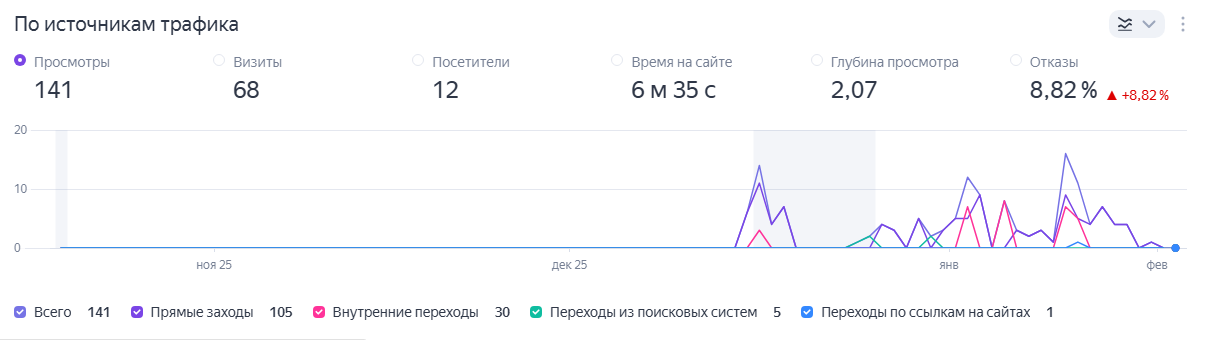 По источникам трафика
Просмотры Визиты Посетители Время на сайте Глубина просмотра Отказы
141 68 12 6 м 35 с 2,07 8,82 % ▲ +8,82 %
20
10
0
ноя 25 дек 25 янв фев
Всего 141 Прямые заходы 105 Внутренние переходы 30 Переходы из поисковых систем 5 Переходы по ссылкам на сайтах 1